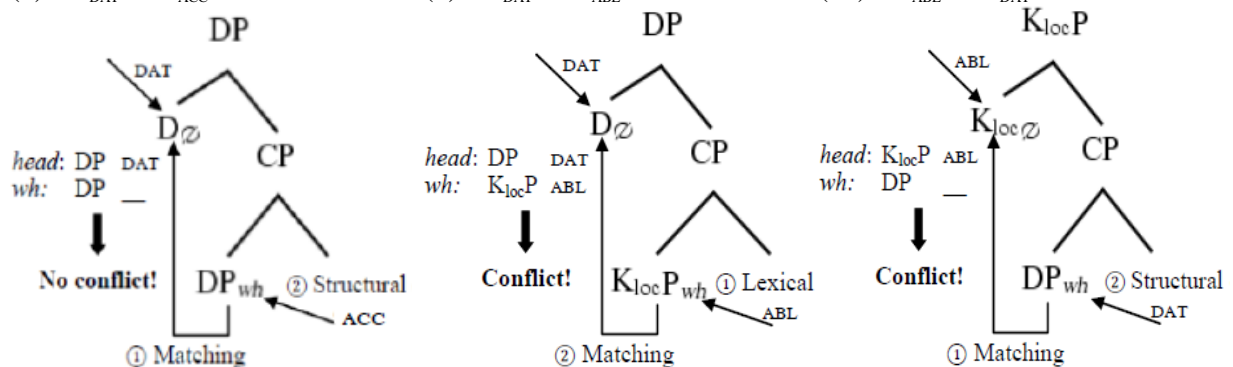 DP
DAT
D∅
CP
head: DP DAT
wh: DP __
No conflict!
DPwh ② Structural
ACC
① Matching
DP
DAT
D∅
CP
head: DP DAT
wh: KlocP ABL
Conflict!
KlocPwh ① Lexical
ABL
② Matching
KlocP
ABL
Kloc∅
CP
head: KlocP ABL
wh: DP __
Conflict!
DPwh ② Structural
DAT
① Matching